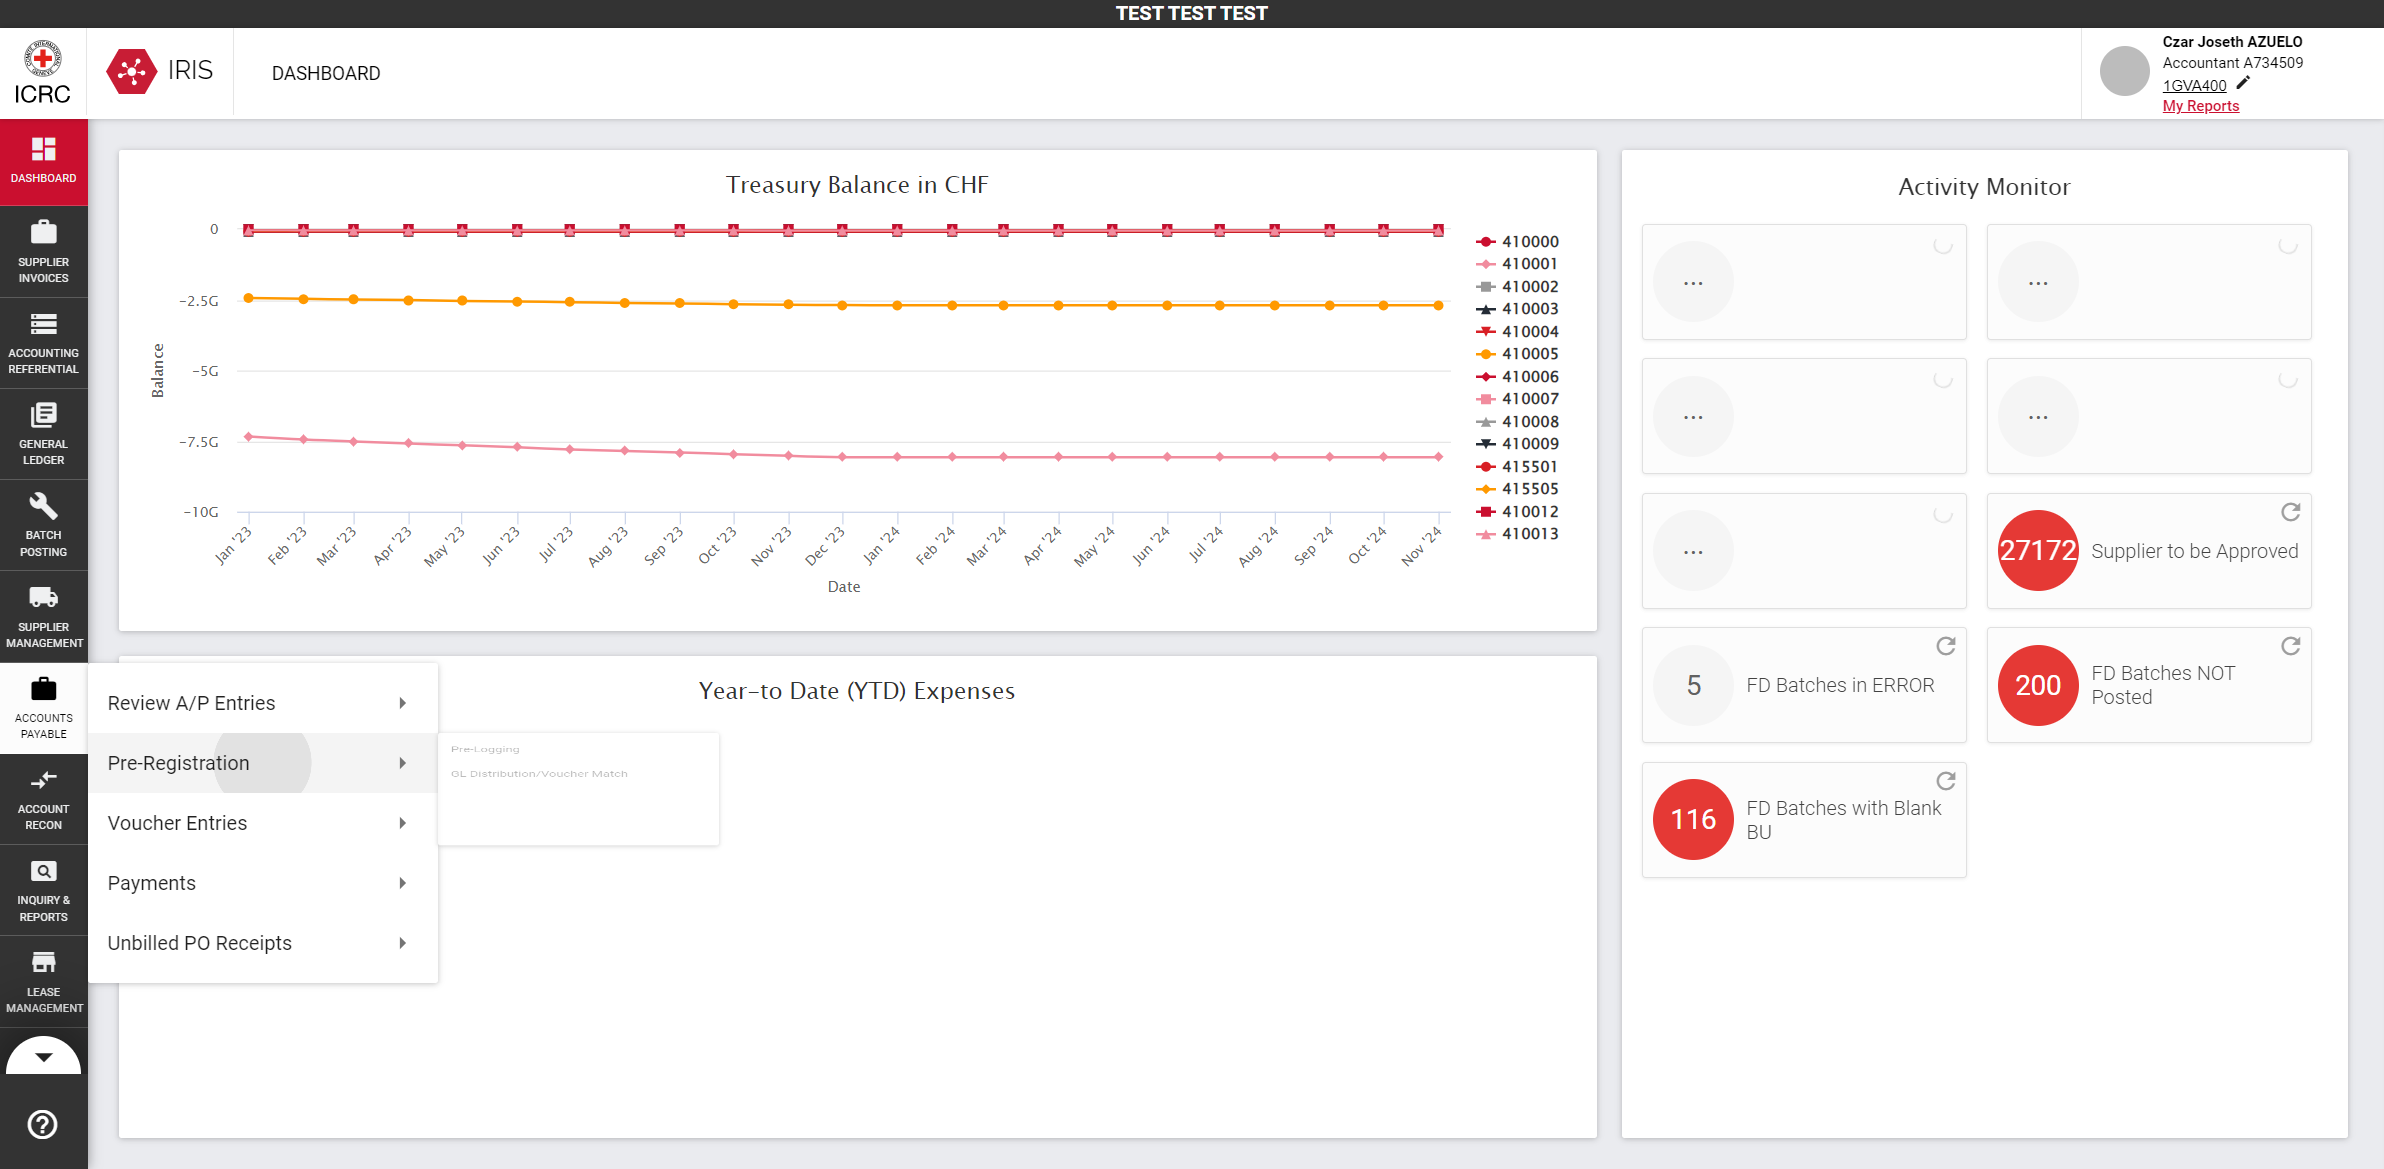 TEST TEST TEST
COMITE INTERNATIONAL GENEVE
ICRC
IRIS
DASHBOARD
Czar Joseth AZUELO
Accountant A734509
1GVA400
My Reports
DASHBOARD
SUPPLIER
INVOICES
ACCOUNTING
REFERENTIAL
GENERAL
LEDGER
BATCH
POSTING
SUPPLIER
MANAGEMENT
ACCOUNTS
PAYABLE
ACCOUNT
RECON
INQUIRY &
REPORTS
LEASE
MANAGEMENT
Treasury Balance in CHF
Balance
0
-2.5G
-5G
-7.5G
-10G
Jan '23
Feb '23
Mar '23
Apr '23
May '23
Jun '23
Jul '23
Aug '23
Sep '23
Oct '23
Nov '23
Dec '23
Jan '24
Feb '24
Mar '24
Apr '24
May '24
Jun '24
Jul '24
Aug '24
Sep '24
Oct '24
Nov '24
Date
410000
410001
410002
410003
410004
410005
410006
410007
410008
410009
415501
415505
410012
410013
Review A/P Entries
Pre-Registration
Voucher Entries
Payments
Unbilled PO Receipts
Pre-Logging
GL Distribution/Voucher Match
Year-to Date (YTD) Expenses
Activity Monitor
...
...
...
...
...
27172
Supplier to be Approved
5
FD Batches in ERROR
200
FD Batches NOT
Posted
116
FD Batches with Blank
BU